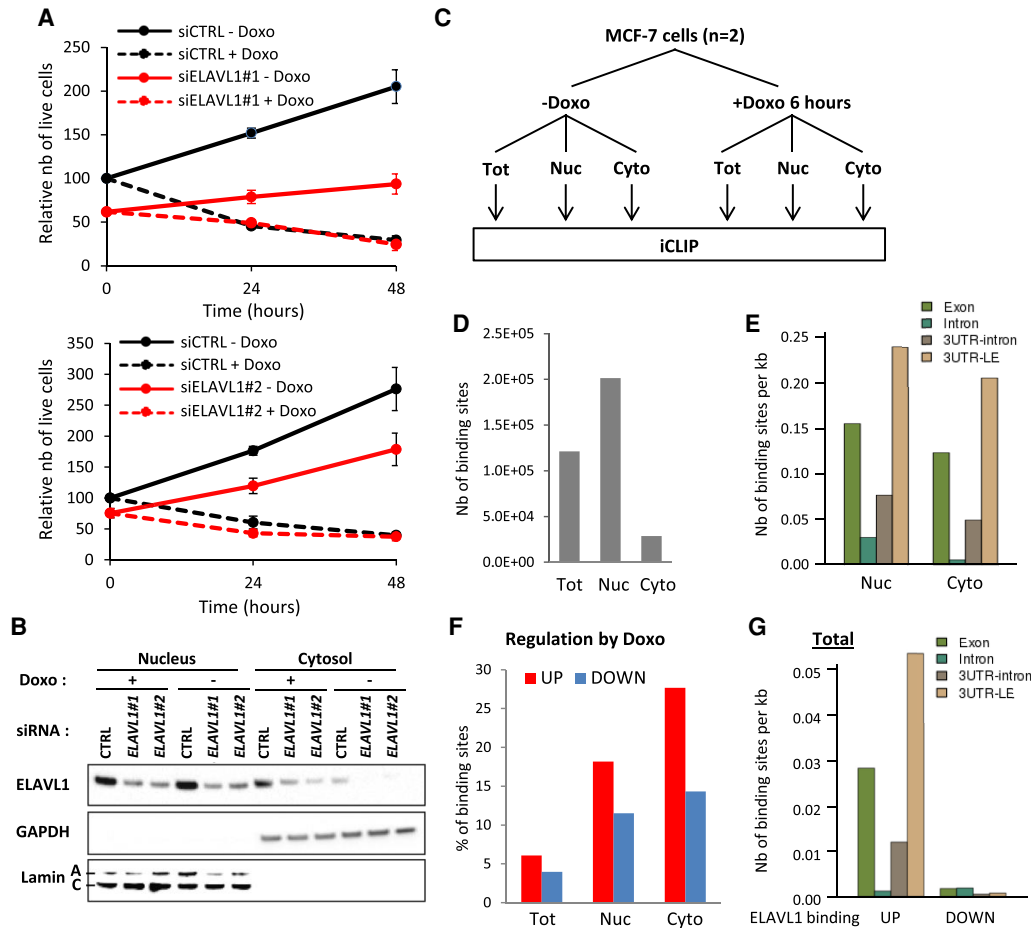 A
siCTRL - Doxo
siCTRL + Doxo
siELAVL1#1 - Doxo
siELAVL1#1 + Doxo
Relative nb of live cells
250
200
150
100
50
0
0 24 48
Time (hours)
siCTRL - Doxo
siCTRL + Doxo
siELAVL1#2 - Doxo
siELAVL1#2 + Doxo
Relative nb of live cells
350
300
250
200
150
100
50
0
0 24 48
Time (hours)
B
Nucleus Cytosol
Doxo : + - + -
siRNA : CTRL ELAVL1#1 ELAVL1#2 CTRL ELAVL1#1 ELAVL1#2 CTRL ELAVL1#1 ELAVL1#2 CTRL ELAVL1#1 ELAVL1#2
ELAVL1
GAPDH
Lamin A
C
C
MCF-7 cells (n=2)
-Doxo +Doxo 6 hours
Tot Nuc Cyto Tot Nuc Cyto
iCLIP
D
Nb of binding sites
2.5E+05
2.0E+05
1.5E+05
1.0E+05
5.0E+04
0.0E+00
Tot Nuc Cyto
E
Exon
Intron
3UTR-intron
3UTR-LE
Nb of binding sites per kb
0.25
0.20
0.15
0.10
0.05
0.00
Nuc Cyto
F
Regulation by Doxo
UP DOWN
% of binding sites
30
25
20
15
10
5
0
Tot Nuc Cyto
G
Total
Exon
Intron
3UTR-intron
3UTR-LE
Nb of binding sites per kb
0.05
0.04
0.03
0.02
0.01
0.00
ELAVL1 binding UP DOWN